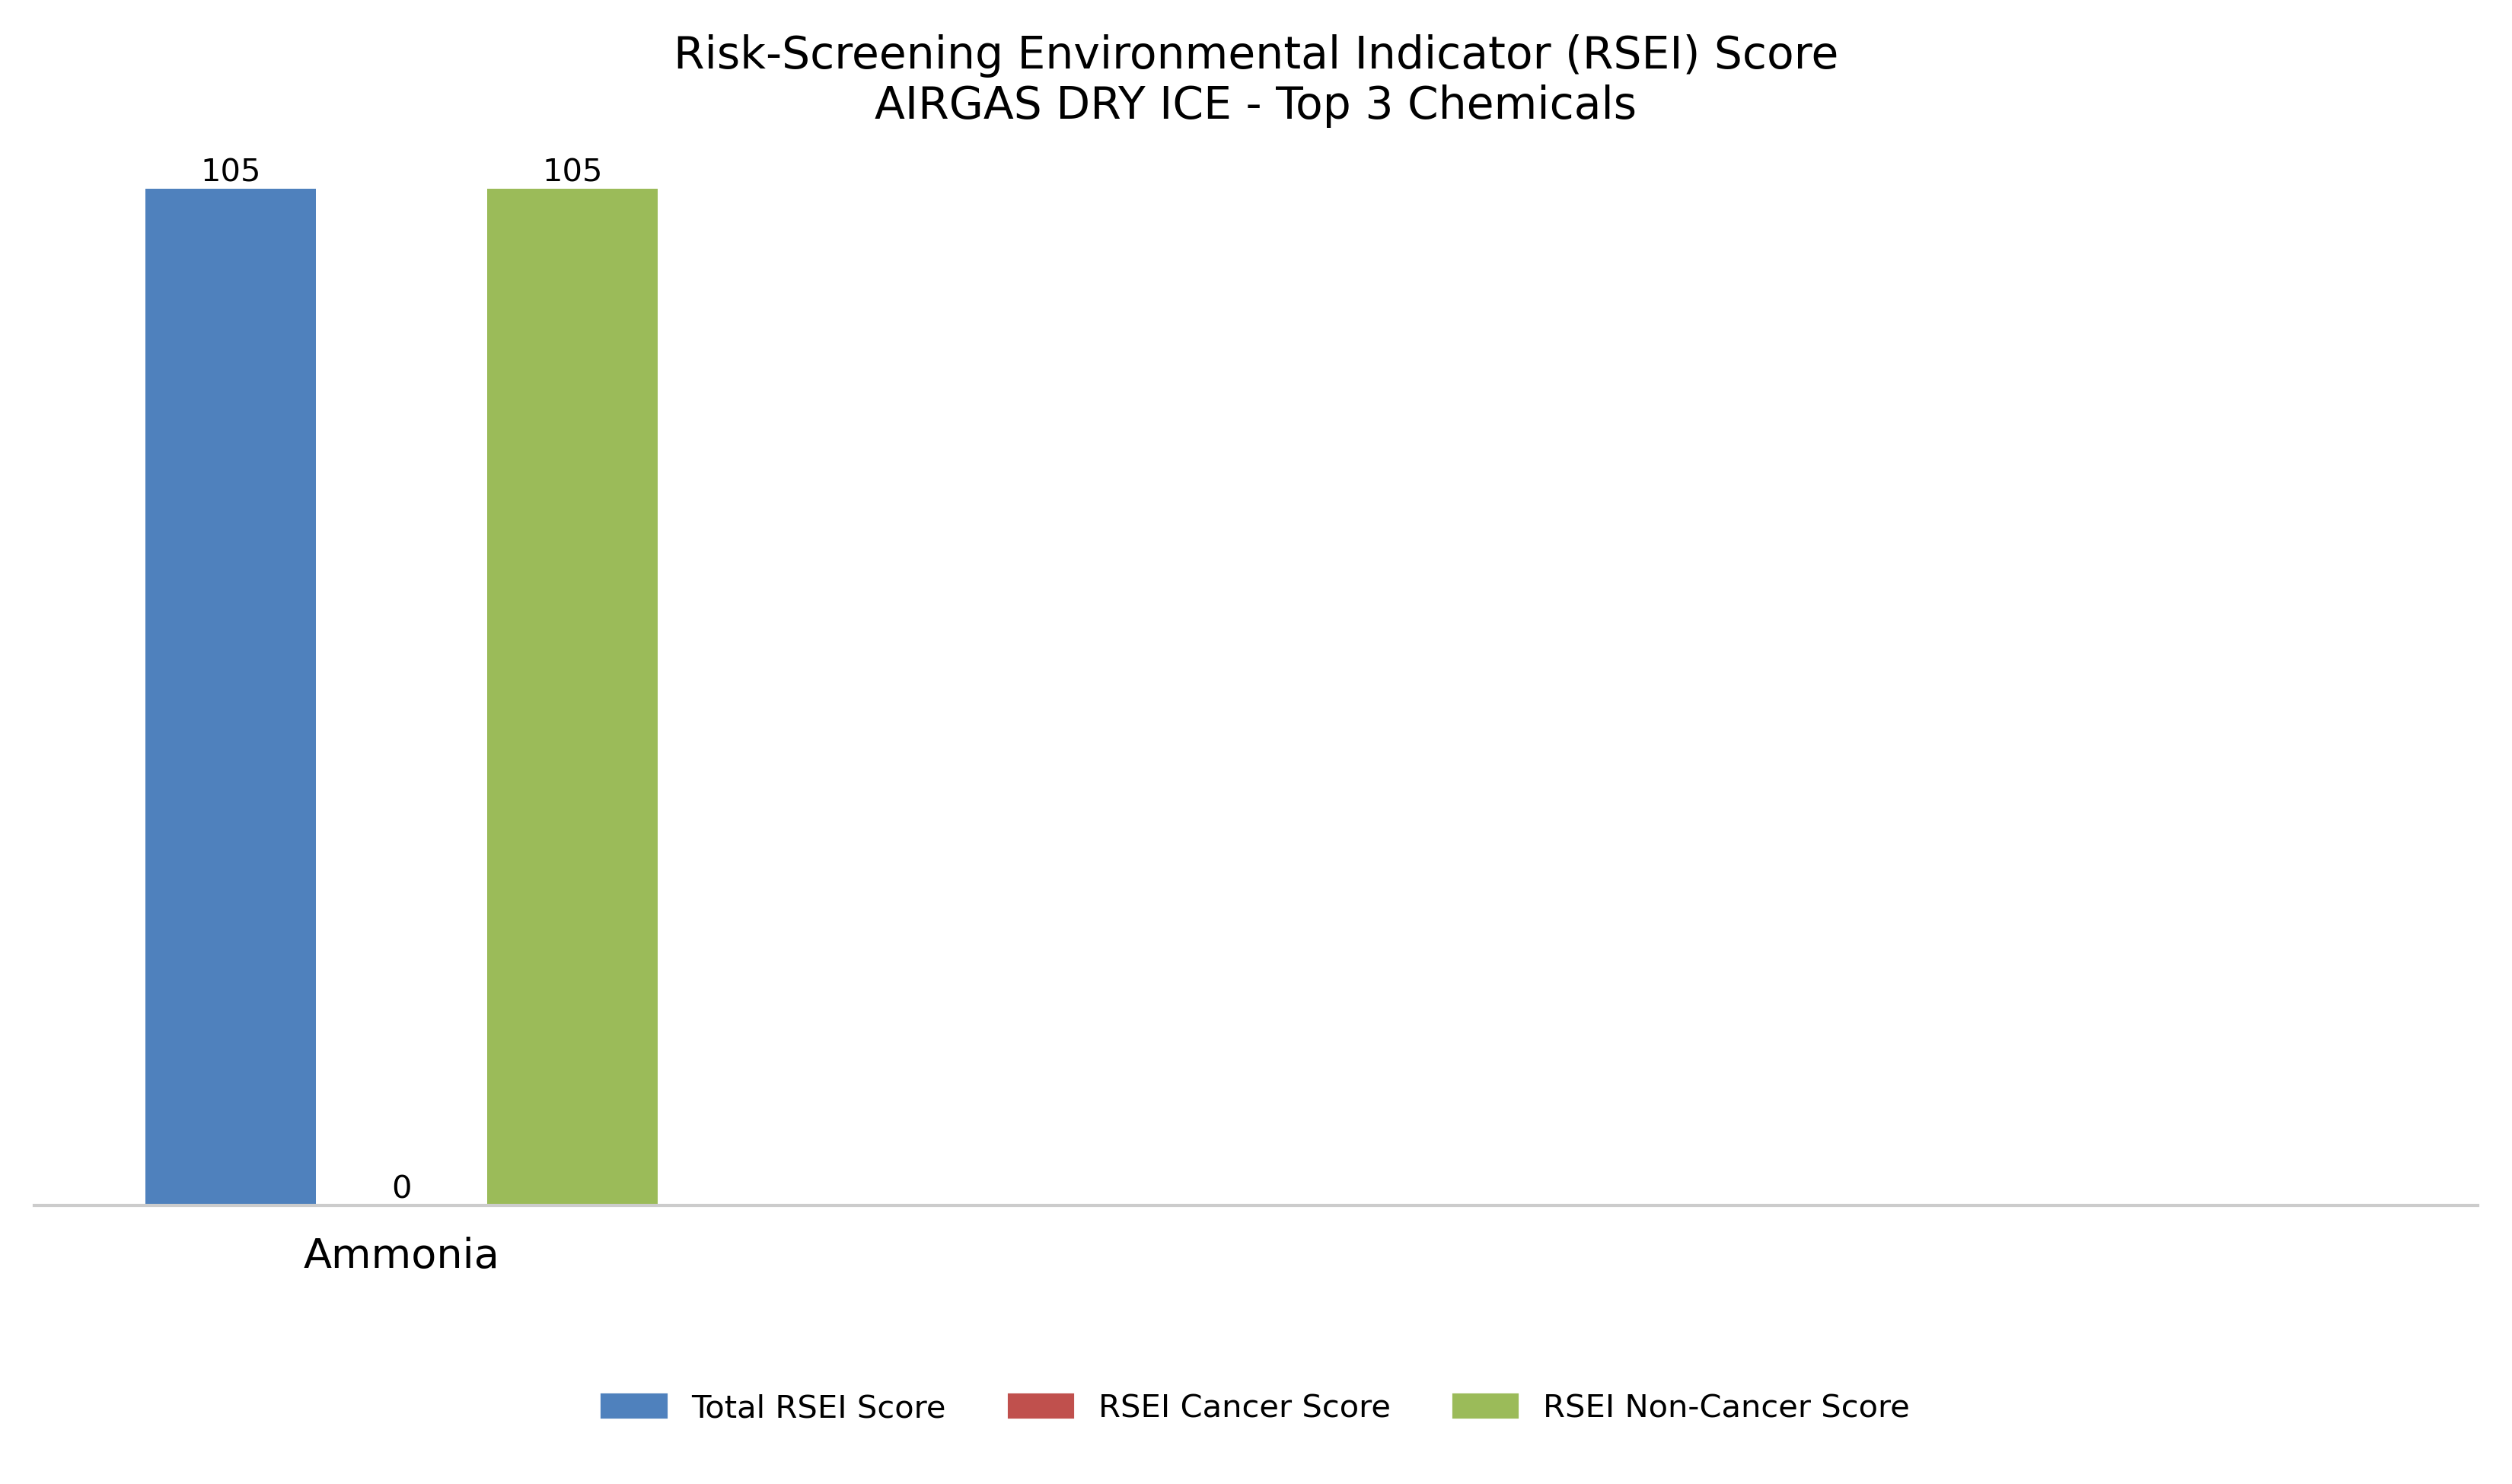 Risk-Screening Environmental Indicator (RSEI) Score
AIRGAS DRY ICE - Top 3 Chemicals
105
105
0
Ammonia
Total RSEI Score
RSEI Cancer Score
RSEI Non-Cancer Score